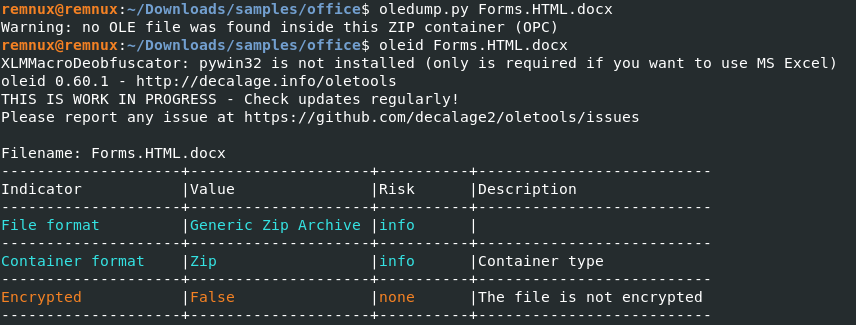 remnux@remnux:~/Downloads/samples/office$ oledump.py Forms.HTML.docx
Warning: no OLE file was found inside this ZIP container (OPC)
remnux@remnux:~/Downloads/samples/office$ oleid Forms.HTML.docx
XLMMacroDeobfuscator: pywin32 is not installed (only is required if you want to use MS Excel)
oleid 0.60.1 - http://decalage.info/oletools
THIS IS WORK IN PROGRESS - Check updates regularly!
Please report any issue at https://github.com/decalage2/oletools/issues

Filename: Forms.HTML.docx
--------------------+--------------------+----------+--------------------------
Indicator           |Value               |Risk      |Description
--------------------+--------------------+----------+--------------------------
File format         |Generic Zip Archive |info      |
--------------------+--------------------+----------+--------------------------
Container format    |Zip                 |info      |Container type
--------------------+--------------------+----------+--------------------------
Encrypted           |False               |none      |The file is not encrypted
--------------------+--------------------+----------+--------------------------